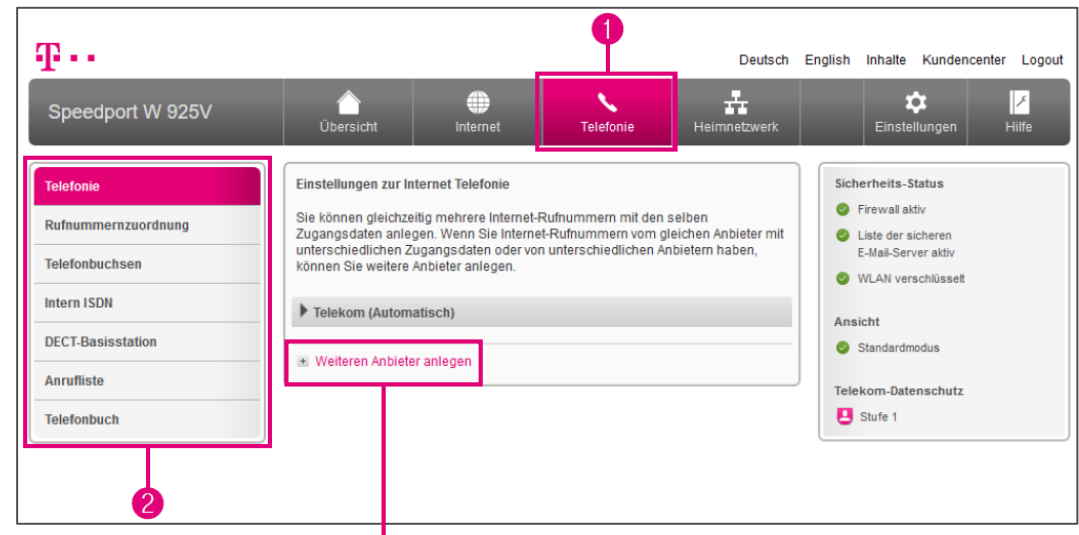 1
T
Deutsch English Inhalte Kundencenter Logout
Speedport W 925V
Übersicht
Internet
Telefonie
Heimnetzwerk
Einstellungen
Hilfe
Telefonie
Rufnummernzuordnung
Telefonbuchsen
Intern ISDN
DECT-Basisstation
Anrufliste
Telefonbuch
2
Einstellungen zur Internet Telefonie
Sie können gleichzeitig mehrere Internet-Rufnummern mit den selben
Zugangsdaten anlegen. Wenn Sie Internet-Rufnummern vom gleichen Anbieter mit
unterschiedlichen Zugangsdaten oder von unterschiedlichen Anbietern haben,
können Sie weitere Anbieter anlegen.
Telekom (Automatisch)
Weiteren Anbieter anlegen
Sicherheits-Status
Firewall aktiv
Liste der sicheren
E-Mail-Server aktiv
WLAN verschlüsselt
Ansicht
Standardmodus
Telekom-Datenschutz
Stufe 1